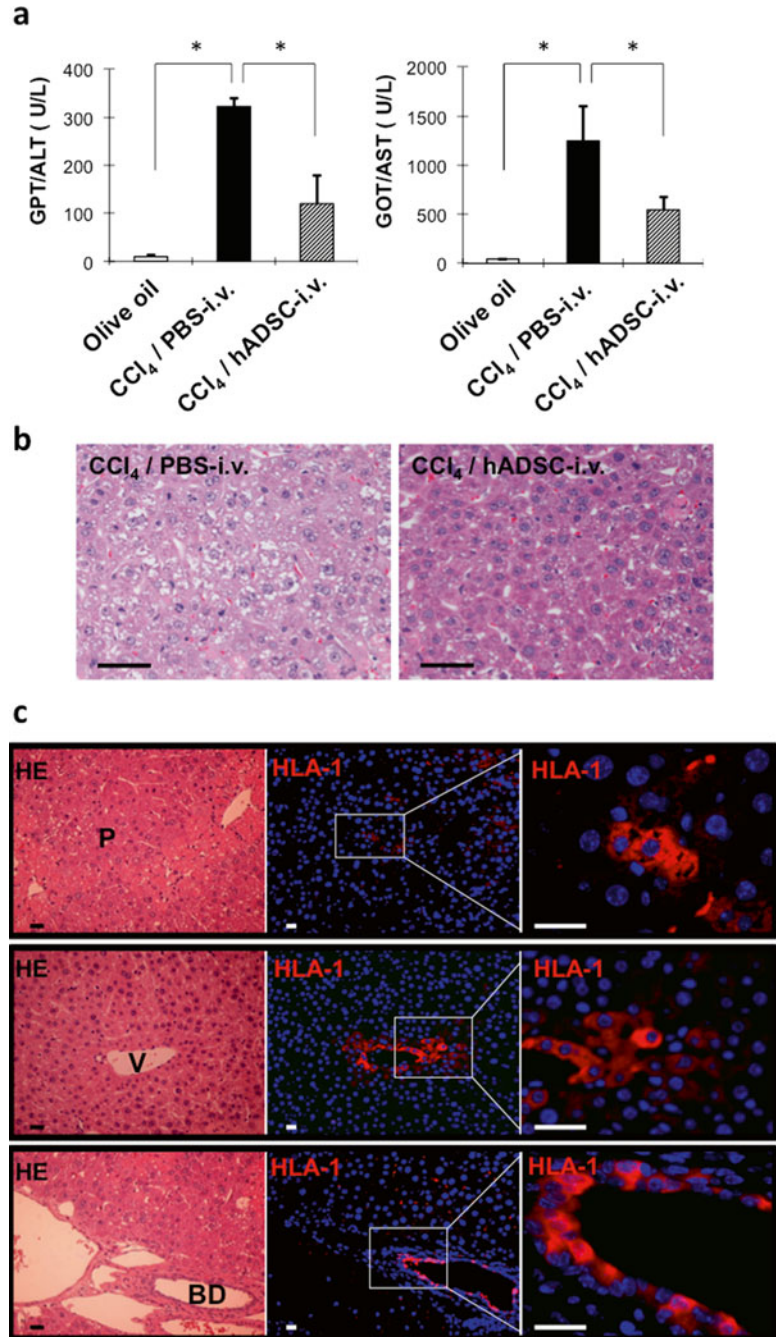 a
* *
GPT/ALT ( U/L)
400
300
200
100
0
Olive oil
CCl₄ / PBS-i.v.
CCl₄ / hADSC-i.v.
* *
GOT/AST ( U/L)
2000
1500
1000
500
0
Olive oil
CCl₄ / PBS-i.v.
CCl₄ / hADSC-i.v.
b
CCl₄ / PBS-i.v.
CCl₄ / hADSC-i.v.
c
HE
P
HLA-1
HLA-1
HE
V
HLA-1
HLA-1
HE
BD
HLA-1
HLA-1